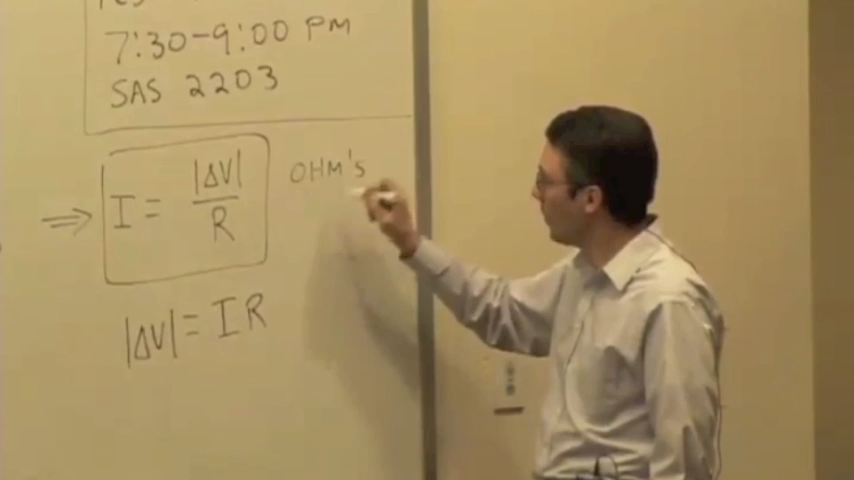 7:30-9:00 PM
SAS 2203
⇒ I = |ΔV| / R OHM'S
|ΔV| = IR